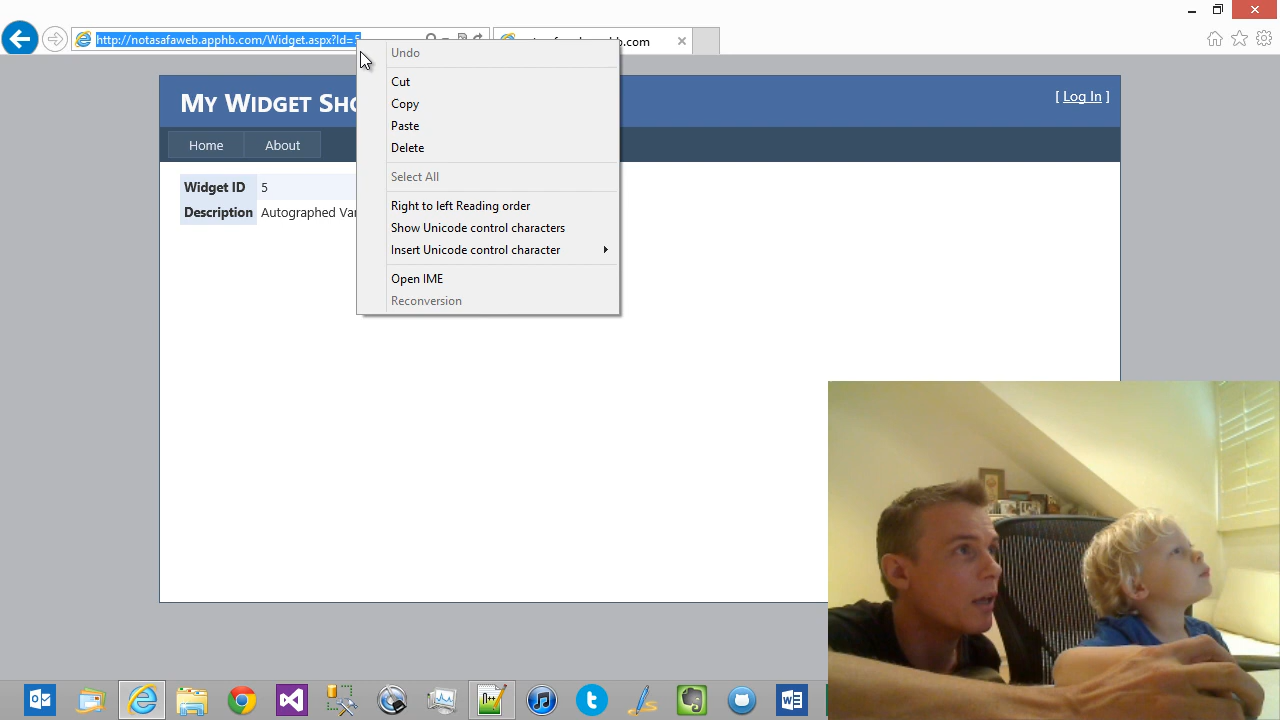 http://notasafaweb.apphb.com/Widget.aspx?Id=5
.com
Undo
Cut
Copy
Paste
Delete
Select All
Right to left Reading order
Show Unicode control characters
Insert Unicode control character
Open IME
Reconversion
MY WIDGET
[ Log In ]
Home
About
Widget ID
5
Description
Autographed